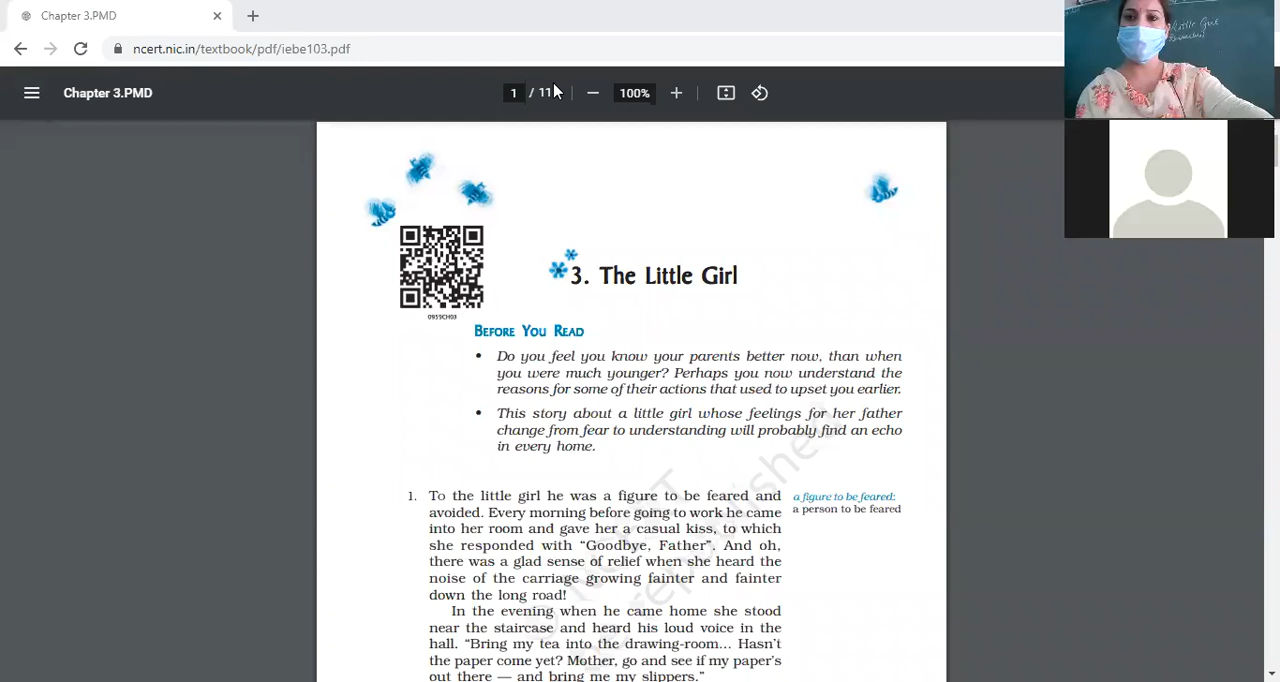 Chapter 3.PMD
ncert.nic.in/textbook/pdf/iebe103.pdf
Chapter 3.PMD
1 / 11
100%
0959CH03
3. The Little Girl
BEFORE YOU READ
• Do you feel you know your parents better now, than when
you were much younger? Perhaps you now understand the
reasons for some of their actions that used to upset you earlier.
• This story about a little girl whose feelings for her father
change from fear to understanding will probably find an echo
in every home.
1. To the little girl he was a figure to be feared and
avoided. Every morning before going to work he came
into her room and gave her a casual kiss, to which
she responded with “Goodbye, Father”. And oh,
there was a glad sense of relief when she heard the
noise of the carriage growing fainter and fainter
down the long road!
In the evening when he came home she stood
near the staircase and heard his loud voice in the
hall. “Bring my tea into the drawing-room... Hasn’t
the paper come yet? Mother, go and see if my paper’s
out there — and bring me my slippers.”
a figure to be feared:
a person to be feared
© NCERT
not to be republished